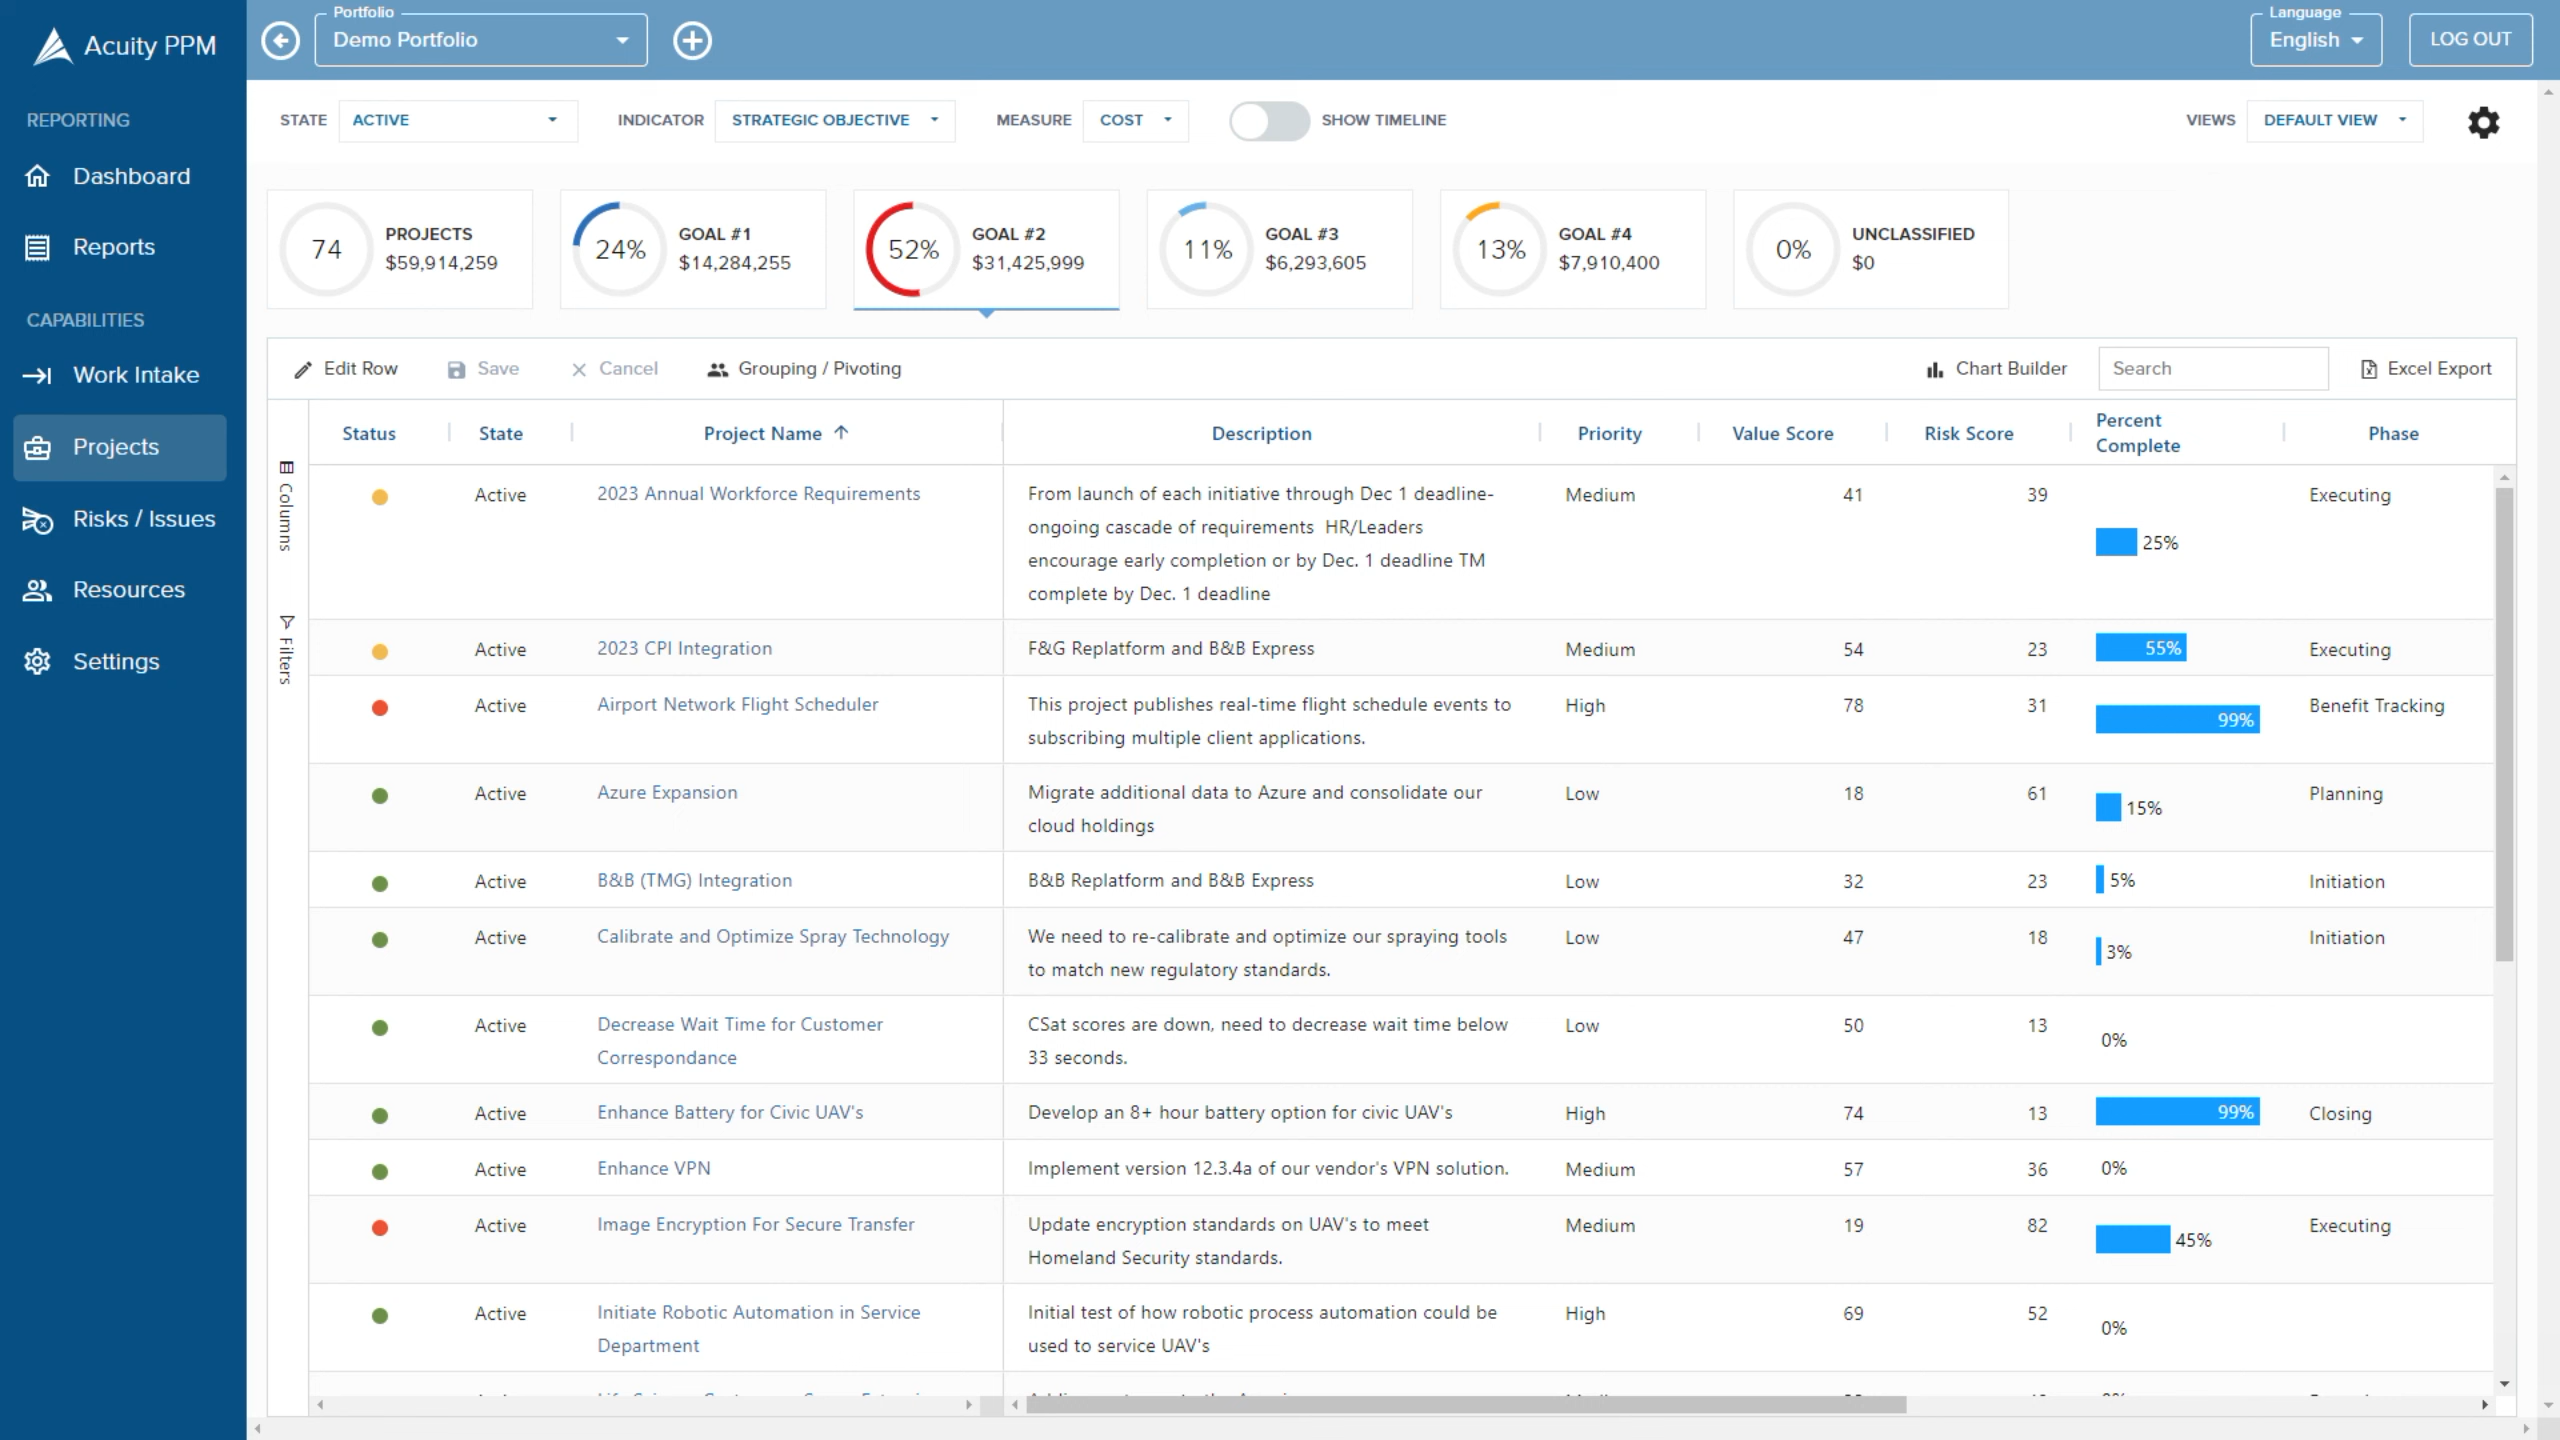 Acuity PPM
REPORTING
Dashboard
Reports
CAPABILITIES
Work Intake
Projects
Risks / Issues
Resources
Settings
Portfolio
Demo Portfolio
Language
English
LOG OUT
STATE ACTIVE INDICATOR STRATEGIC OBJECTIVE MEASURE COST SHOW TIMELINE VIEWS DEFAULT VIEW
74 PROJECTS
$59,914,259
24% GOAL #1
$14,284,255
52% GOAL #2
$31,425,999
11% GOAL #3
$6,293,605
13% GOAL #4
$7,910,400
0% UNCLASSIFIED
$0
Edit Row Save Cancel Grouping / Pivoting Chart Builder Search Excel Export
Columns
Filters
Status State Project Name Description Priority Value Score Risk Score Percent
Complete Phase
Active 2023 Annual Workforce Requirements From launch of each initiative through Dec 1 deadline- Medium 41 39 Executing
ongoing cascade of requirements HR/Leaders
25%
encourage early completion or by Dec. 1 deadline TM
complete by Dec. 1 deadline
Active 2023 CPI Integration F&G Replatform and B&B Express Medium 54 23 55% Executing
Active Airport Network Flight Scheduler This project publishes real-time flight schedule events to High 78 31 99% Benefit Tracking
subscribing multiple client applications.
Active Azure Expansion Migrate additional data to Azure and consolidate our Low 18 61 15% Planning
cloud holdings
Active B&B (TMG) Integration B&B Replatform and B&B Express Low 32 23 5% Initiation
Active Calibrate and Optimize Spray Technology We need to re-calibrate and optimize our spraying tools Low 47 18 3% Initiation
to match new regulatory standards.
Active Decrease Wait Time for Customer CSat scores are down, need to decrease wait time below Low 50 13 0%
Correspondance 33 seconds.
Active Enhance Battery for Civic UAV's Develop an 8+ hour battery option for civic UAV's High 74 13 99% Closing
Active Enhance VPN Implement version 12.3.4a of our vendor's VPN solution. Medium 57 36 0%
Active Image Encryption For Secure Transfer Update encryption standards on UAV's to meet Medium 19 82 45% Executing
Homeland Security standards.
Active Initiate Robotic Automation in Service Initial test of how robotic process automation could be High 69 52 0%
Department used to service UAV's